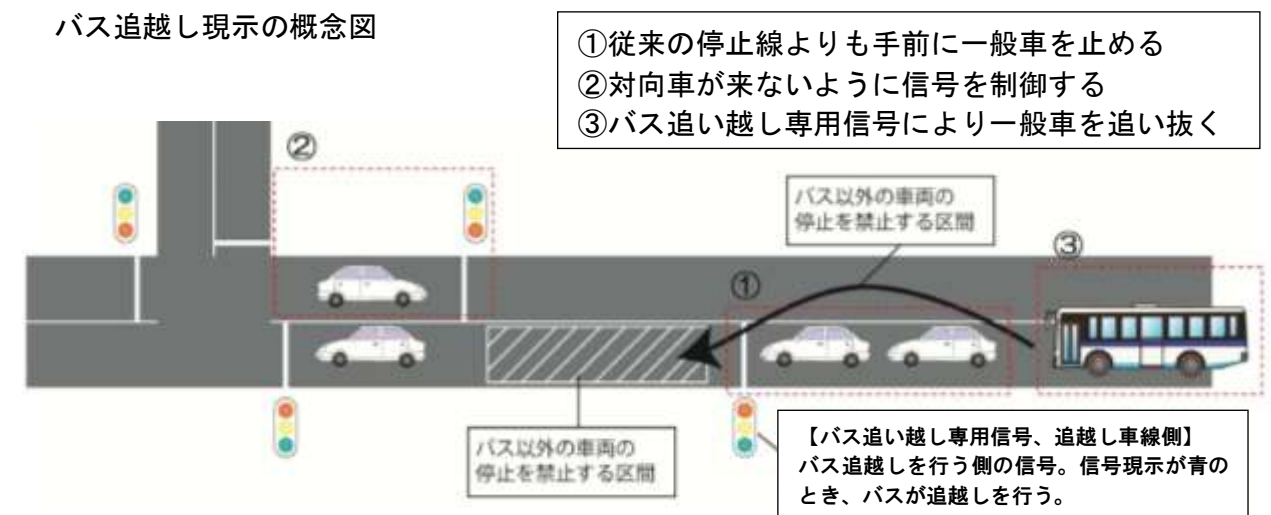 バス追越し現示の概念図
①従来の停止線よりも手前に一般車を止める
②対向車が来ないように信号を制御する
③バス追い越し専用信号により一般車を追い抜く
②
バス以外の車両の
停止を禁止する区間
③
①
バス以外の車両の
停止を禁止する区間
【バス追い越し専用信号、追越し車線側】
バス追越しを行う側の信号。信号現示が青の
とき、バスが追越しを行う。